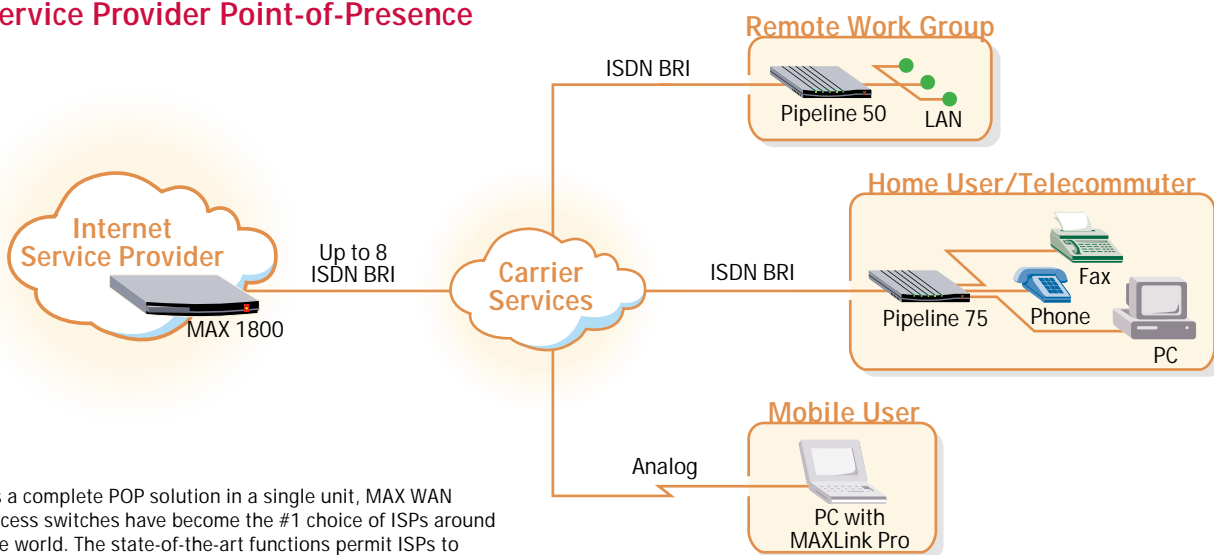 ervice Provider Point-of-Presence
Remote Work Group
ISDN BRI
Pipeline 50
LAN
Home User/Telecommuter
Internet
Service Provider
MAX 1800
Up to 8
ISDN BRI
Carrier
Services
ISDN BRI
Pipeline 75
Fax
Phone
PC
Mobile User
Analog
PC with
MAXLink Pro
s a complete POP solution in a single unit, MAX WAN
cess switches have become the #1 choice of ISPs around
e world. The state-of-the-art functions permit ISPs to